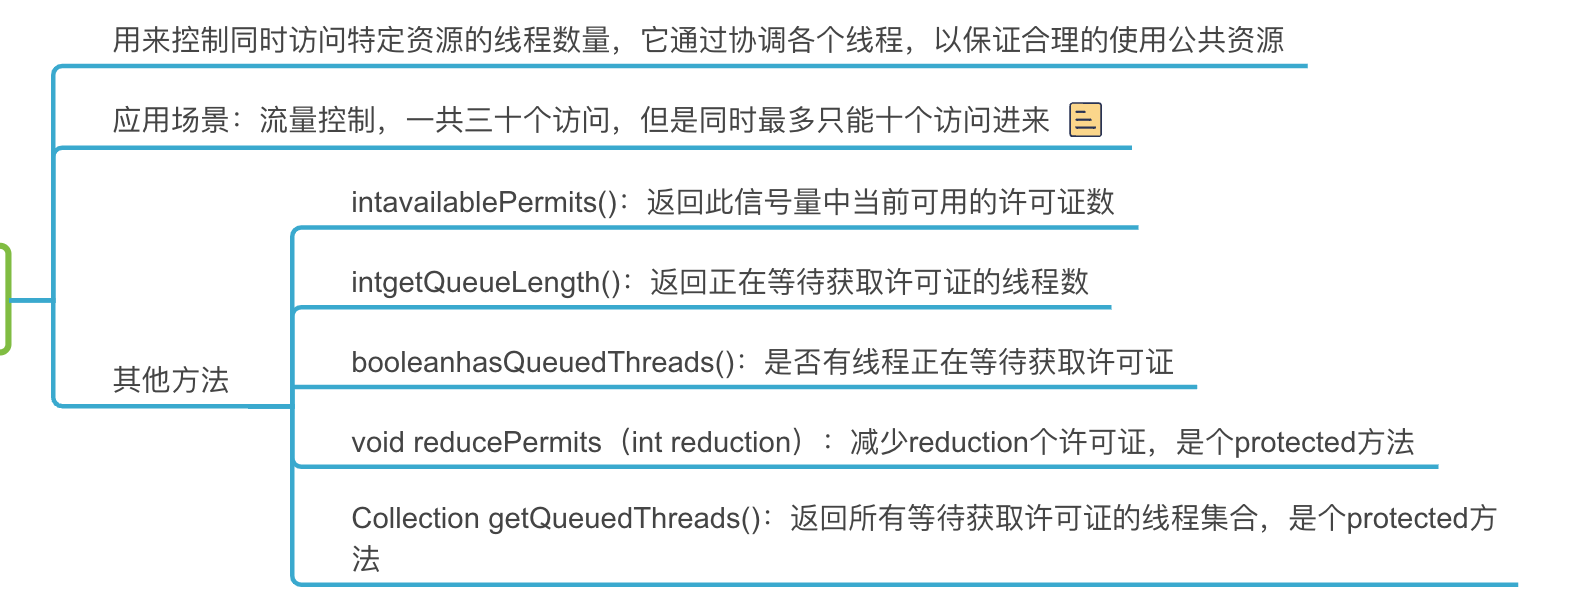 用来控制同时访问特定资源的线程数量，它通过协调各个线程，以保证合理的使用公共资源
应用场景：流量控制，一共三十个访问，但是同时最多只能十个访问进来
其他方法
intavailablePermits()：返回此信号量中当前可用的许可证数
intgetQueueLength()：返回正在等待获取许可证的线程数
booleanhasQueuedThreads()：是否有线程正在等待获取许可证
void reducePermits（int reduction）：减少reduction个许可证，是个protected方法
Collection getQueuedThreads()：返回所有等待获取许可证的线程集合，是个protected方
法